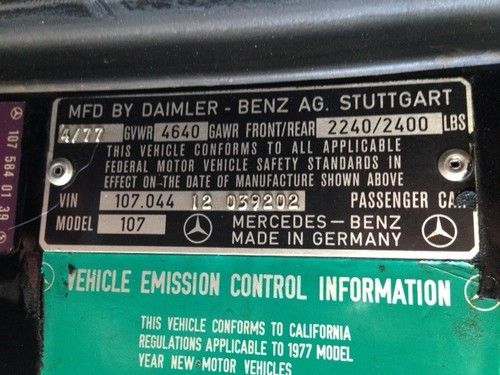 MFD BY DAIMLER - BENZ AG. STUTTGART
4/77 GVWR 4640 GAWR FRONT/REAR 2240/2400 LBS
THIS VEHICLE CONFORMS TO ALL APPLICABLE
FEDERAL MOTOR VEHICLE SAFETY STANDARDS IN
EFFECT ON THE DATE OF MANUFACTURE SHOWN ABOVE
VIN 107.044 12 039202 PASSENGER CA
MODEL 107 MERCEDES-BENZ
MADE IN GERMANY
107 584 01 39
VEHICLE EMISSION CONTROL INFORMATION
THIS VEHICLE CONFORMS TO CALIFORNIA
REGULATIONS APPLICABLE TO 1977 MODEL
YEAR NEW MOTOR VEHICLES